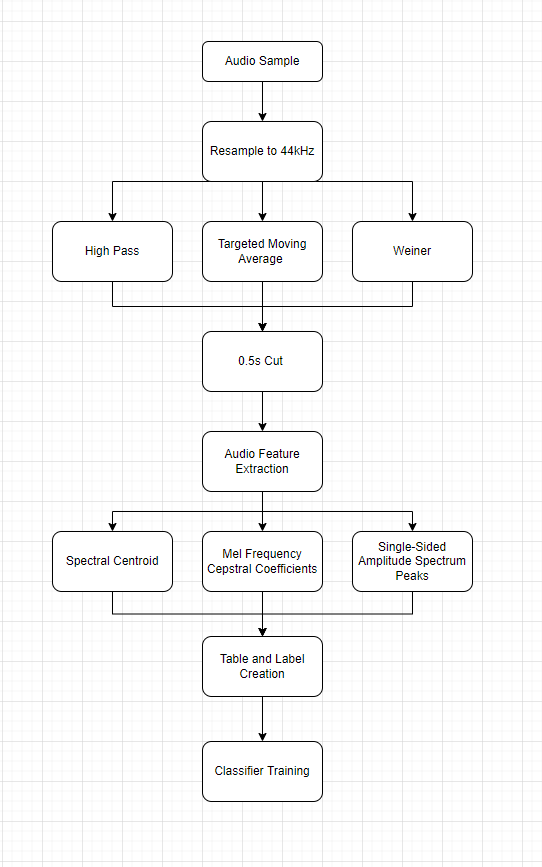 Audio Sample
Resample to 44kHz
High Pass
Targeted Moving
Average
Weiner
0.5s Cut
Audio Feature
Extraction
Spectral Centroid
Mel Frequency
Cepstral Coefficients
Single-Sided
Amplitude Spectrum
Peaks
Table and Label
Creation
Classifier Training